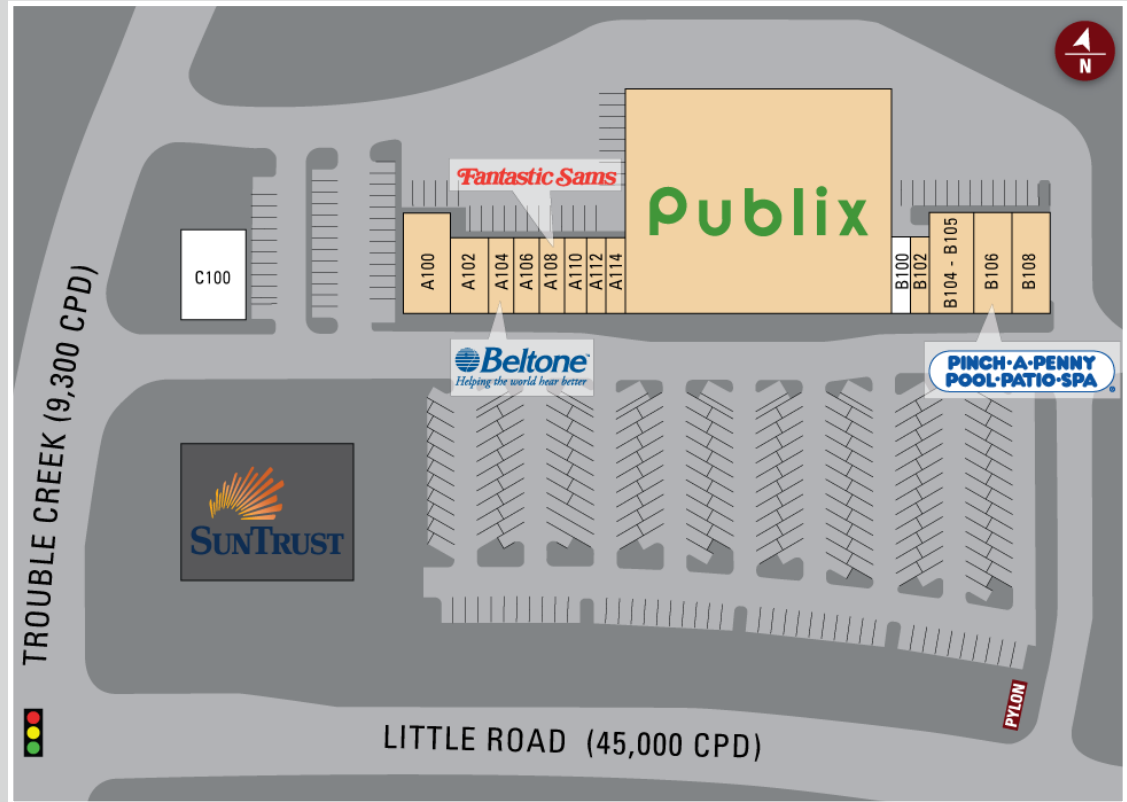 N
Fantastic Sams
Publix
C100
A100
A102
A104
A106
A108
A110
A112
A114
B100
B102
B104 - B105
B106
B108
Beltone
Helping the world hear better
PINCH·A·PENNY
POOL·PATIO·SPA
SUNTRUST
TROUBLE CREEK (9,300 CPD)
PYLON
LITTLE ROAD (45,000 CPD)